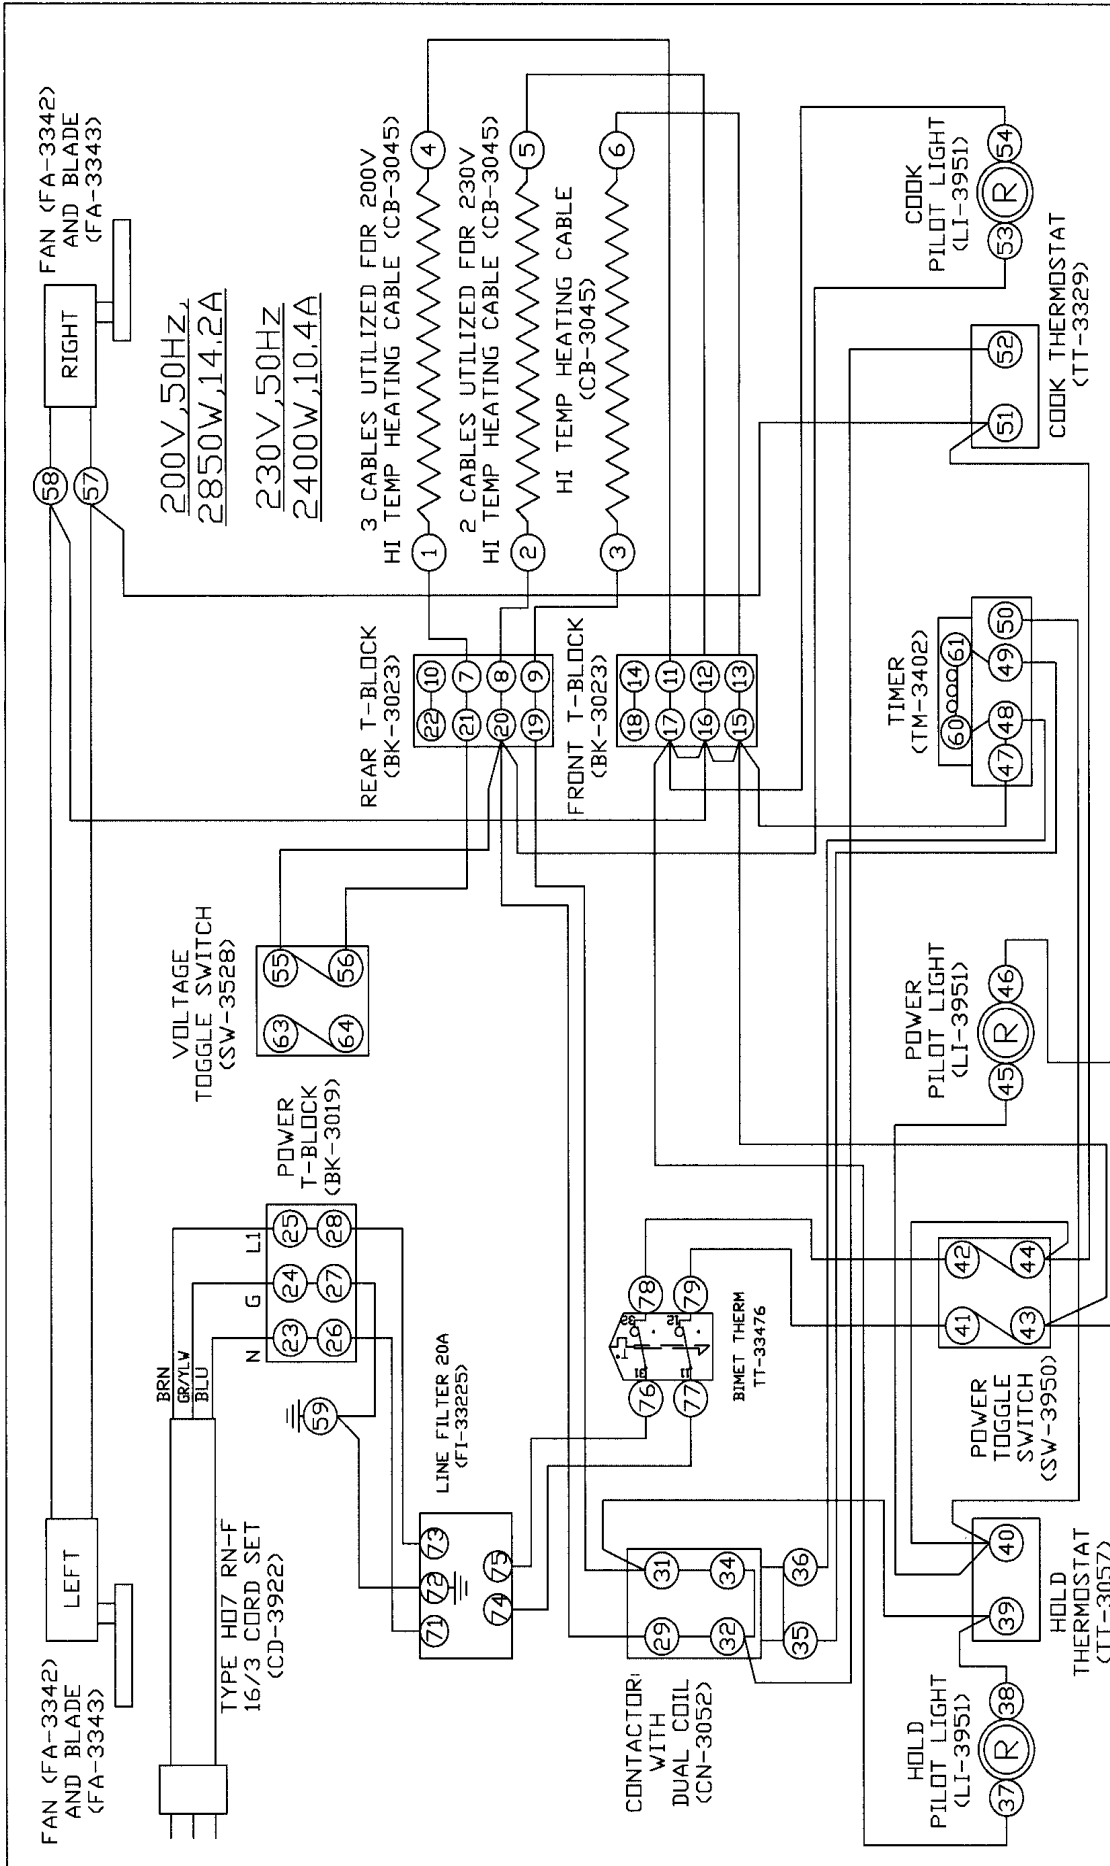 FAN (FA-3342)
AND BLADE
(FA-3343)
LEFT
58
57
RIGHT
FAN (FA-3342)
AND BLADE
(FA-3343)
TYPE H07 RN-F
16/3 CORD SET
(CD-3922)
BRN
GR/YLW
BLU
N
G
L1
23
24
25
26
27
28
POWER
T-BLOCK
(BK-3019)
59
VOLTAGE
TOGGLE SWITCH
(SW-3528)
63
55
64
56
200V,50Hz,
2850W,14.2A
230V,50Hz
2400W,10.4A
3 CABLES UTILIZED FOR 200V
HI TEMP HEATING CABLE (CB-3045)
1
4
2 CABLES UTILIZED FOR 230V
HI TEMP HEATING CABLE (CB-3045)
2
5
HI TEMP HEATING CABLE
(CB-3045)
3
6
REAR T-BLOCK
(BK-3023)
22
10
21
7
20
8
19
9
FRONT T-BLOCK
(BK-3023)
18
14
17
11
16
12
15
13
LINE FILTER 20A
(FI-33225)
71
72
73
74
75
CONTACTOR
WITH
DUAL COIL
(CN-3052)
29
31
32
34
35
36
76
78
77
79
BIMET THERM
TT-33476
HOLD
PILOT LIGHT
(LI-3951)
37
R
38
39
40
HOLD
THERMOSTAT
(TT-3057)
POWER
TOGGLE
SWITCH
(SW-3950)
41
42
43
44
POWER
PILOT LIGHT
(LI-3951)
45
R
46
TIMER
(TM-3402)
60
61
47
48
49
50
51
52
COOK THERMOSTAT
(TT-3329)
COOK
PILOT LIGHT
(LI-3951)
53
R
54